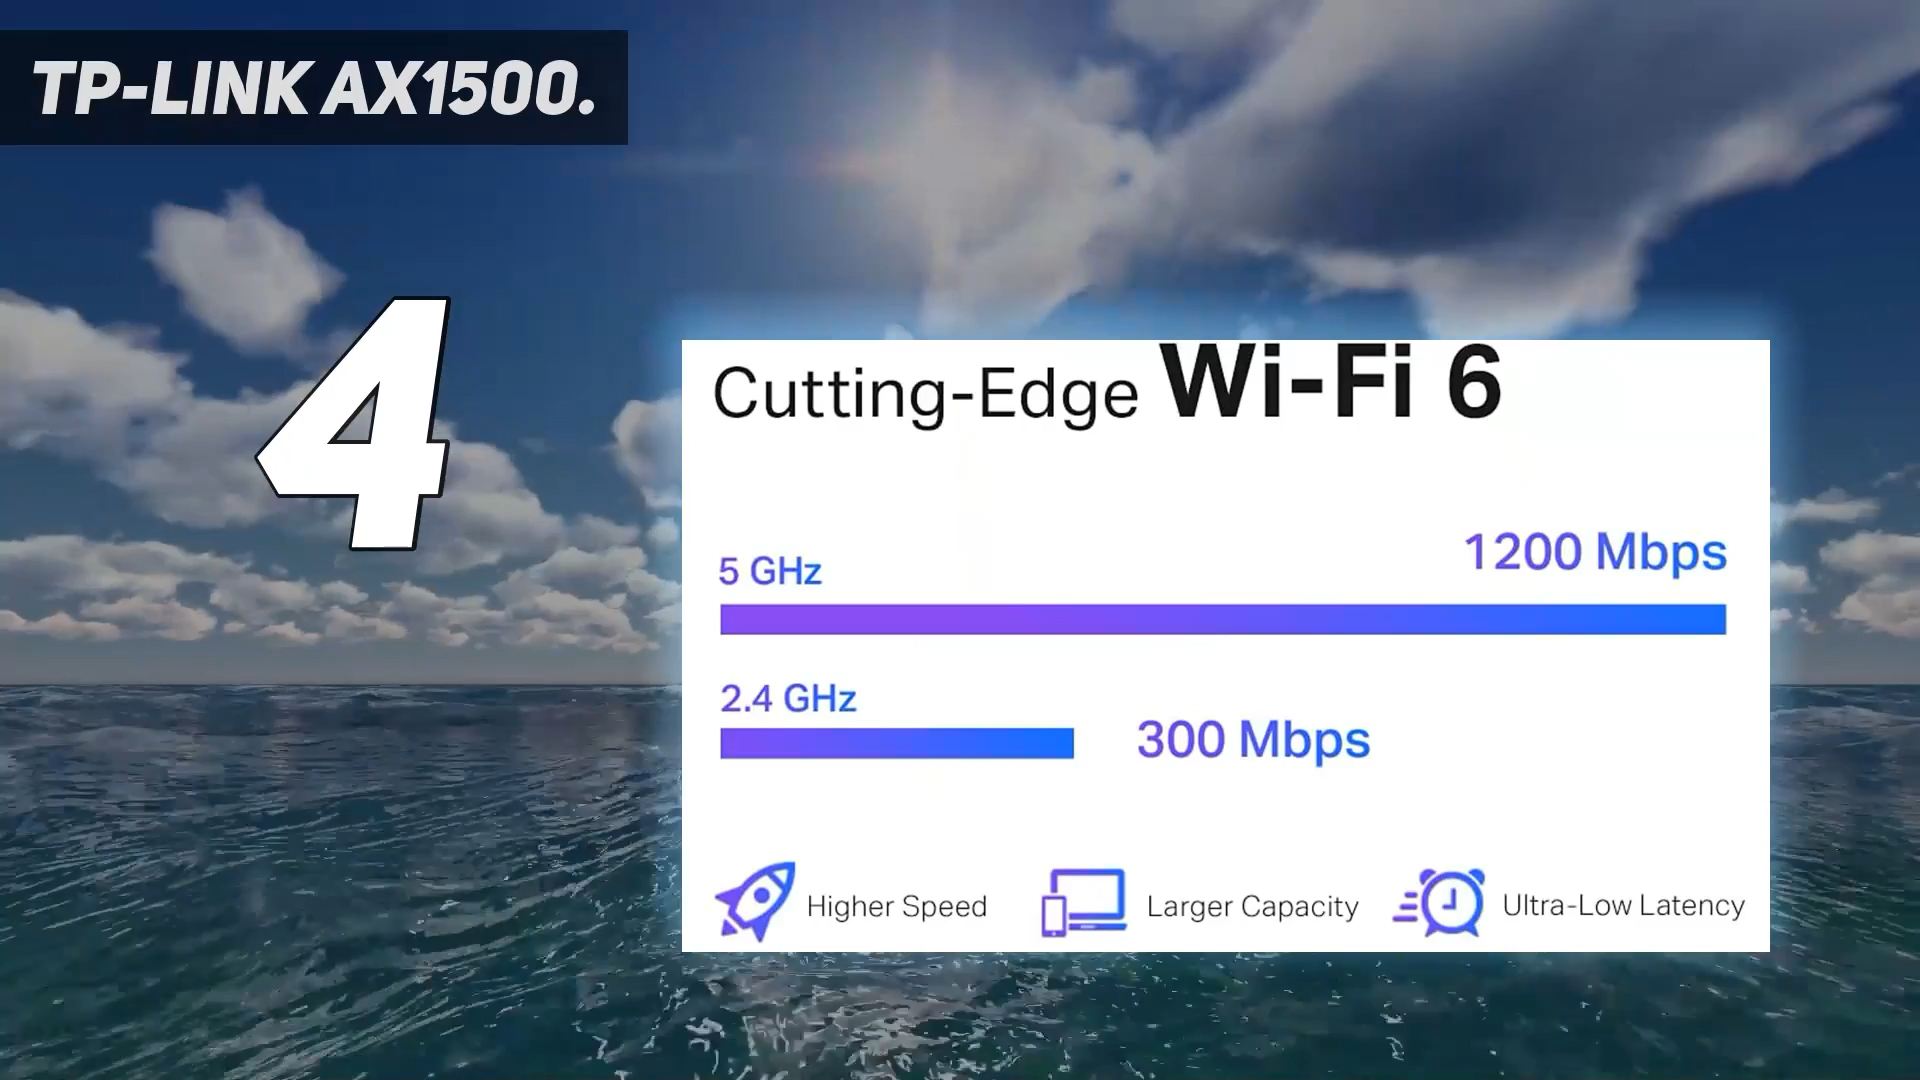 TP-LINK AX1500.
4
Cutting-Edge Wi-Fi 6
5 GHz
1200 Mbps
2.4 GHz
300 Mbps
Higher Speed
Larger Capacity
Ultra-Low Latency